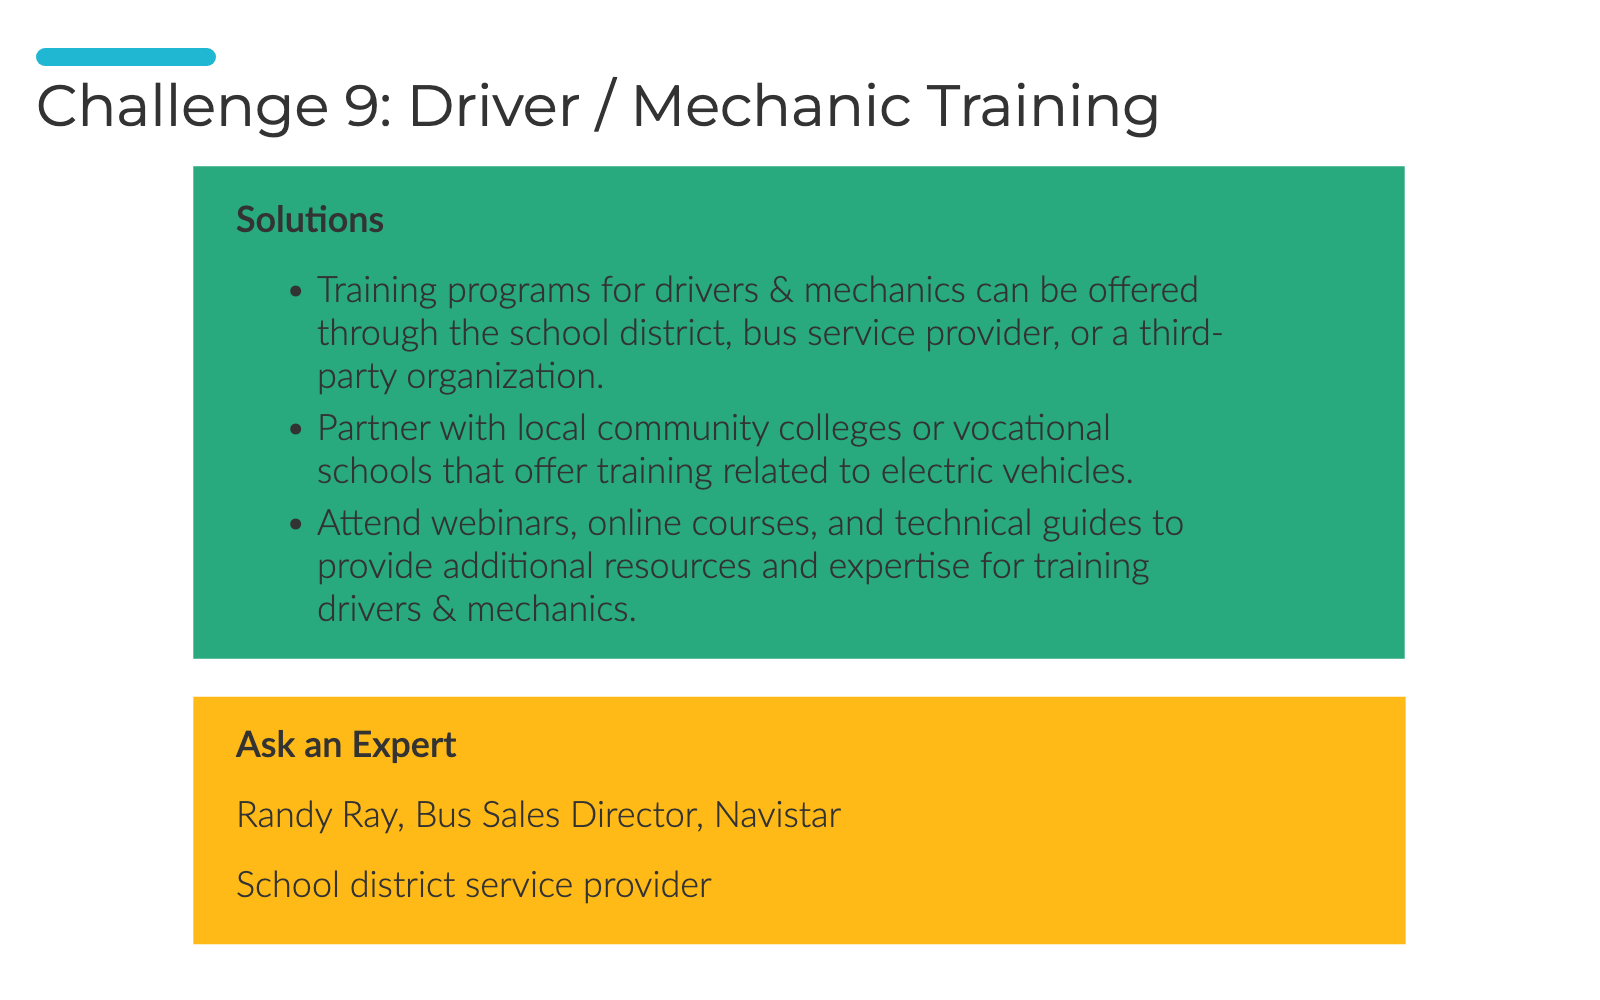 Challenge 9: Driver / Mechanic Training
Solutions
• Training programs for drivers & mechanics can be offered
through the school district, bus service provider, or a third-
party organization.
• Partner with local community colleges or vocational
schools that offer training related to electric vehicles.
• Attend webinars, online courses, and technical guides to
provide additional resources and expertise for training
drivers & mechanics.
Ask an Expert
Randy Ray, Bus Sales Director, Navistar
School district service provider